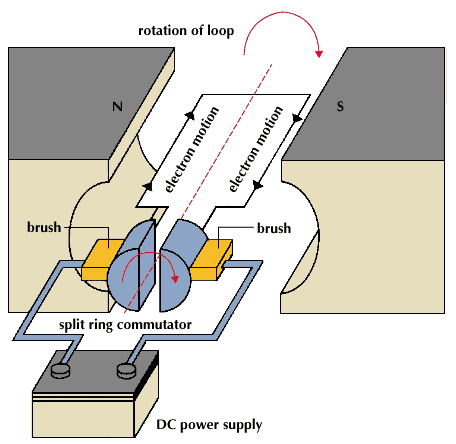 rotation of loop
N
S
electron motion
electron motion
brush
brush
split ring commutator
DC power supply